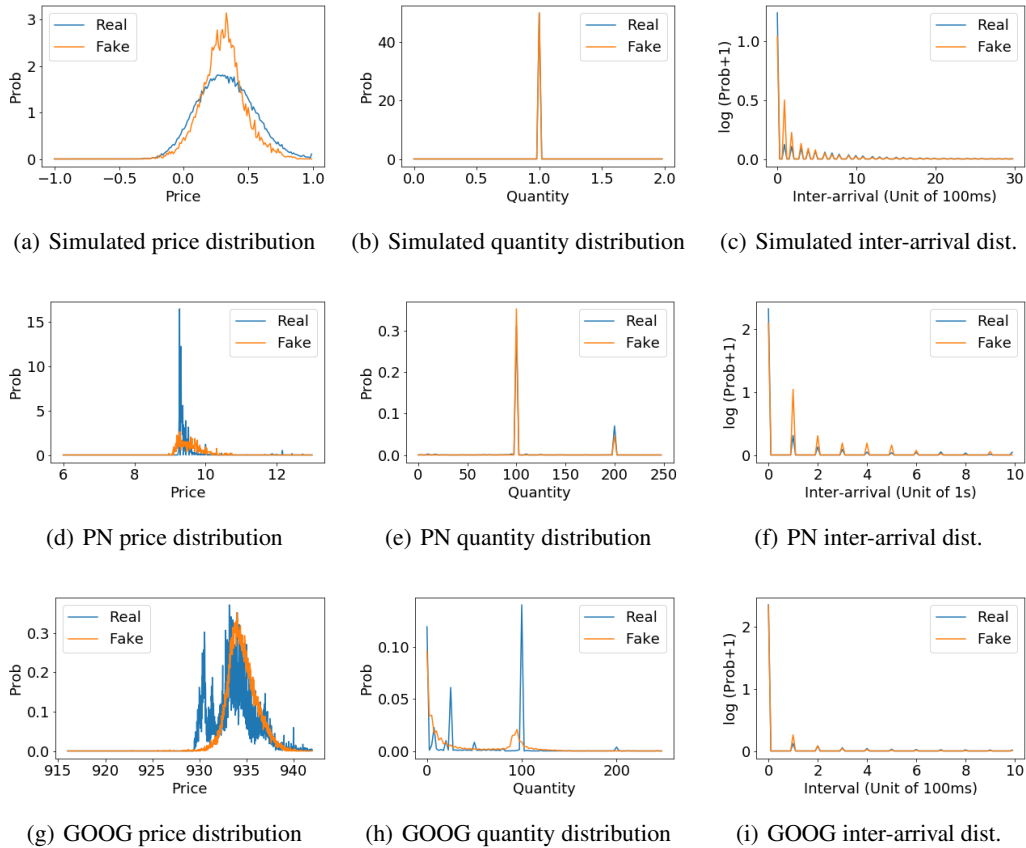 Real
Fake
3
2
1
0
Prob
−1.0
−0.5
0.0
0.5
1.0
Price
(a) Simulated price distribution
Real
Fake
40
20
0
Prob
0.0
0.5
1.0
1.5
2.0
Quantity
(b) Simulated quantity distribution
Real
Fake
1.0
0.5
0.0
log (Prob+1)
0
10
20
30
Inter-arrival (Unit of 100ms)
(c) Simulated inter-arrival dist.
Real
Fake
15
10
5
0
Prob
6
8
10
12
Price
(d) PN price distribution
Real
Fake
0.3
0.2
0.1
0.0
Prob
0
50
100
150
200
250
Quantity
(e) PN quantity distribution
Real
Fake
2
1
0
log (Prob+1)
0
2
4
6
8
10
Inter-arrival (Unit of 1s)
(f) PN inter-arrival dist.
Real
Fake
0.3
0.2
0.1
0.0
Prob
915
920
925
930
935
940
Price
(g) GOOG price distribution
Real
Fake
0.10
0.05
0.00
Prob
0
100
200
Quantity
(h) GOOG quantity distribution
Real
Fake
2
1
0
log (Prob+1)
0
2
4
6
8
10
Interval (Unit of 100ms)
(i) GOOG inter-arrival dist.